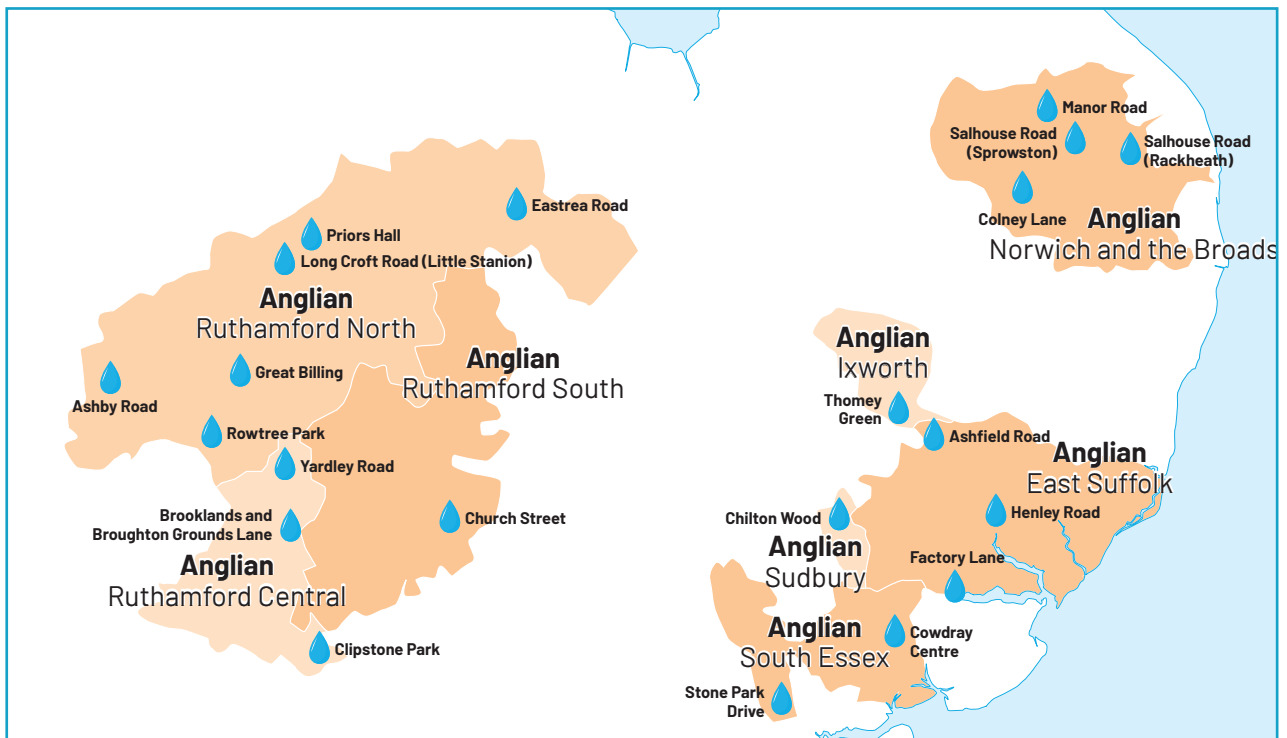 Manor Road
Salhouse Road
(Sprowston)
Salhouse Road
(Rackheath)
Colney Lane
Anglian
Norwich and the Broads
Eastrea Road
Priors Hall
Long Croft Road (Little Stanion)
Anglian
Ruthamford North
Anglian
Ruthamford South
Great Billing
Ashby Road
Rowtree Park
Yardley Road
Brooklands and
Broughton Grounds Lane
Church Street
Anglian
Ruthamford Central
Clipstone Park
Anglian
Ixworth
Thomey
Green
Ashfield Road
Anglian
East Suffolk
Henley Road
Chilton Wood
Anglian
Sudbury
Factory Lane
Anglian
South Essex
Cowdray
Centre
Stone Park
Drive